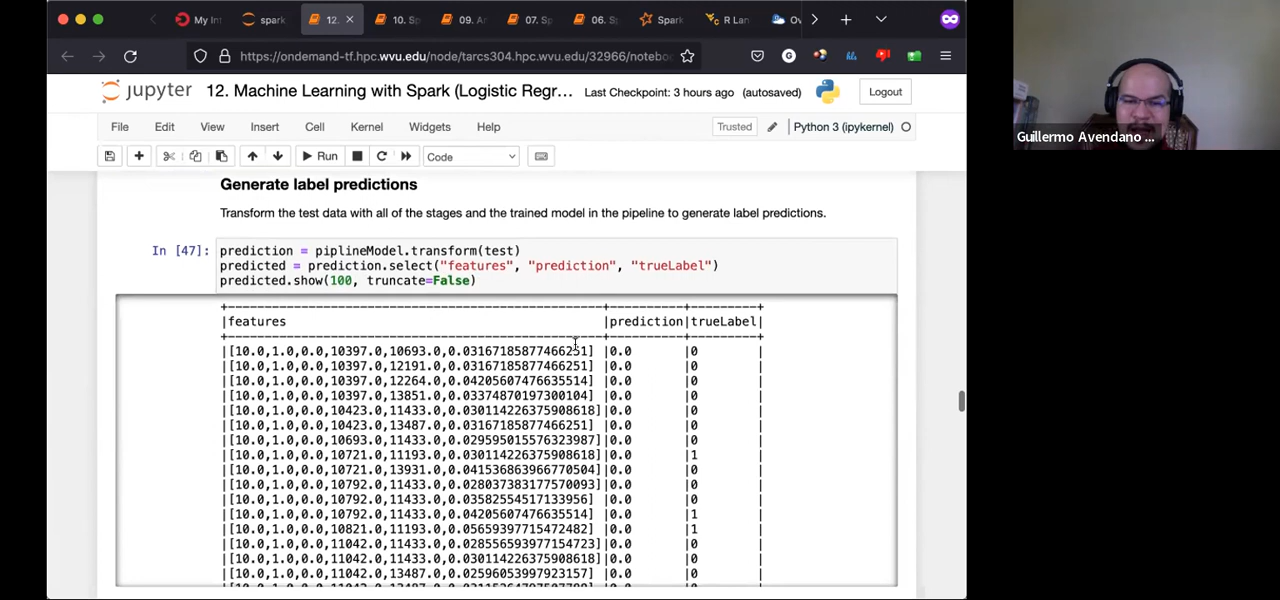 My In
spark
12.
10. Sp
09. Ar
07. Sp
06. Sp
Spark
R Lan
Ov
https://ondemand-tf.hpc.wvu.edu/node/tarcs304.hpc.wvu.edu/32966/notebo
jupyter 12. Machine Learning with Spark (Logistic Regr... Last Checkpoint: 3 hours ago (autosaved) Logout
File Edit View Insert Cell Kernel Widgets Help Trusted Python 3 (ipykernel)
Run Code
Generate label predictions
Transform the test data with all of the stages and the trained model in the pipeline to generate label predictions.
In [47]: prediction = piplineModel.transform(test)
predicted = prediction.select("features", "prediction", "trueLabel")
predicted.show(100, truncate=False)
+--------------------------------------------------+----------+---------+
|features |prediction|trueLabel|
+--------------------------------------------------+----------+---------+
|[10.0,1.0,0.0,10397.0,10693.0,0.03167185877466251] |0.0 |0 |
|[10.0,1.0,0.0,10397.0,12191.0,0.03167185877466251] |0.0 |0 |
|[10.0,1.0,0.0,10397.0,12264.0,0.04205607476635514] |0.0 |0 |
|[10.0,1.0,0.0,10397.0,13851.0,0.03374870197300104] |0.0 |0 |
|[10.0,1.0,0.0,10423.0,11433.0,0.030114226375908618]|0.0 |0 |
|[10.0,1.0,0.0,10423.0,13487.0,0.03167185877466251] |0.0 |0 |
|[10.0,1.0,0.0,10693.0,11433.0,0.029595015576323987]|0.0 |0 |
|[10.0,1.0,0.0,10721.0,11193.0,0.030114226375908618]|0.0 |1 |
|[10.0,1.0,0.0,10721.0,13931.0,0.041536863966770504]|0.0 |0 |
|[10.0,1.0,0.0,10792.0,11433.0,0.028037383177570093]|0.0 |0 |
|[10.0,1.0,0.0,10792.0,11433.0,0.03582554517133956] |0.0 |0 |
|[10.0,1.0,0.0,10792.0,11433.0,0.04205607476635514] |0.0 |1 |
|[10.0,1.0,0.0,10821.0,11193.0,0.05659397715472482] |0.0 |1 |
|[10.0,1.0,0.0,11042.0,11433.0,0.028556593977154723]|0.0 |0 |
|[10.0,1.0,0.0,11042.0,11433.0,0.030114226375908618]|0.0 |0 |
|[10.0,1.0,0.0,11042.0,13487.0,0.02596053997923157] |0.0 |0 |
Guillermo Avendano ...